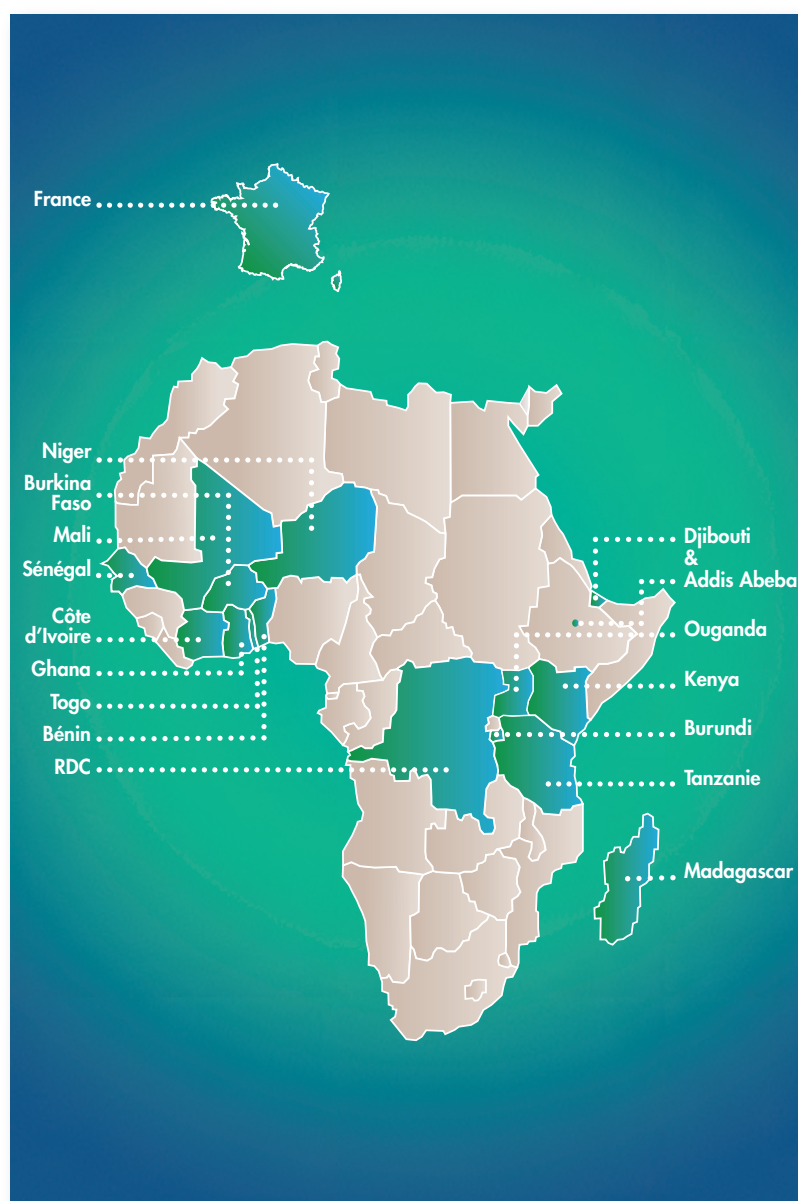 France
Niger
Burkina
Faso
Mali
Sénégal
Côte
d’Ivoire
Ghana
Togo
Bénin
RDC
Djibouti
&
Addis Abeba
Ouganda
Kenya
Burundi
Tanzanie
Madagascar